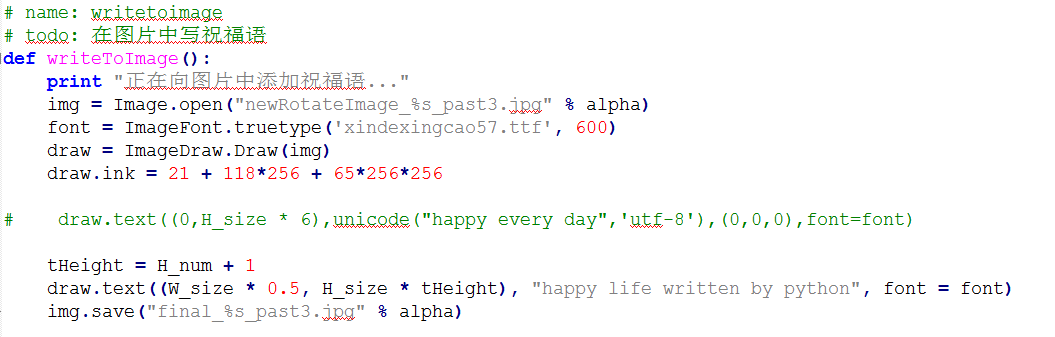 # name: writetoimage
# todo: 在图片中写祝福语
def writeToImage():
    print "正在向图片中添加祝福语..."
    img = Image.open("newRotateImage_%s_past3.jpg" % alpha)
    font = ImageFont.truetype('xindexingcao57.ttf', 600)
    draw = ImageDraw.Draw(img)
    draw.ink = 21 + 118*256 + 65*256*256
#    draw.text((0,H_size * 6),unicode("happy every day",'utf-8'),(0,0,0),font=font)
    tHeight = H_num + 1
    draw.text((W_size * 0.5, H_size * tHeight), "happy life written by python", font = font)
    img.save("final_%s_past3.jpg" % alpha)